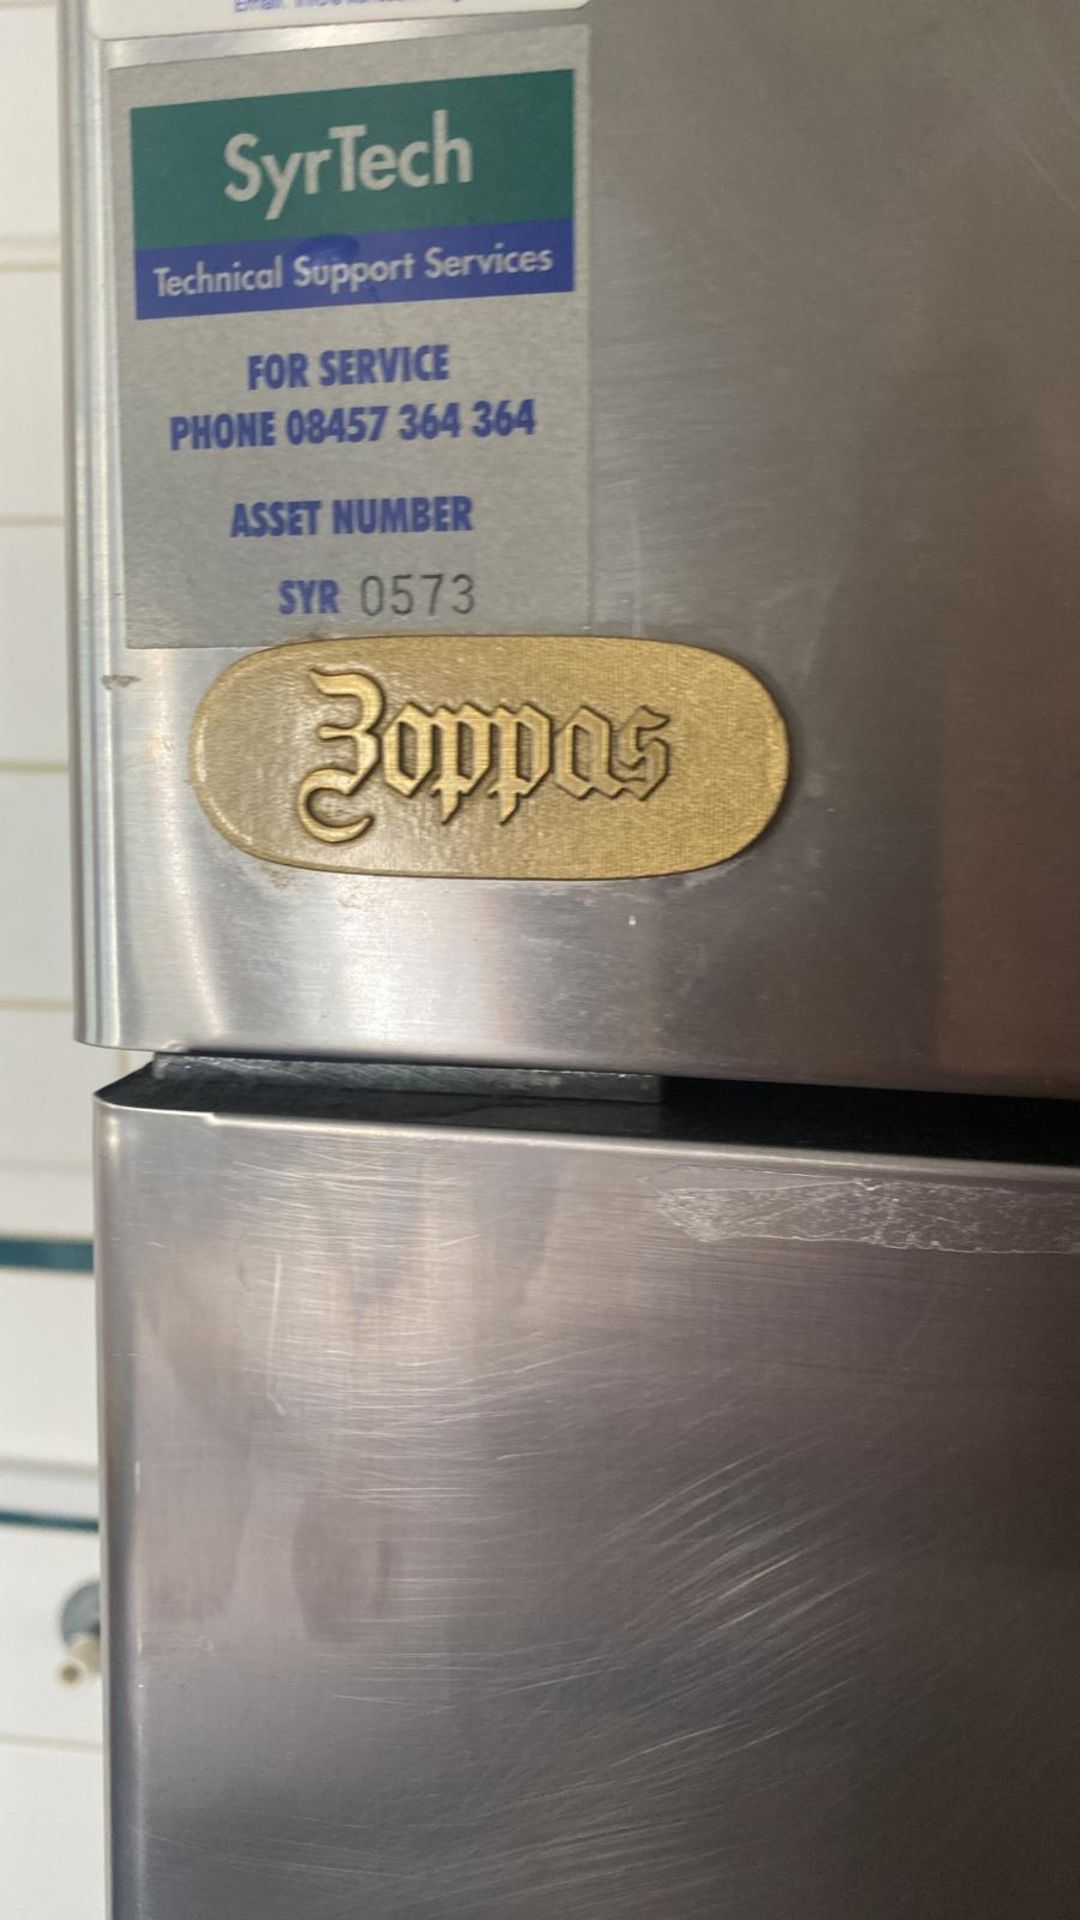 SyrTech
Technical Support Services
FOR SERVICE
PHONE 08457 364 364
ASSET NUMBER
SYR 0573
Zoppas